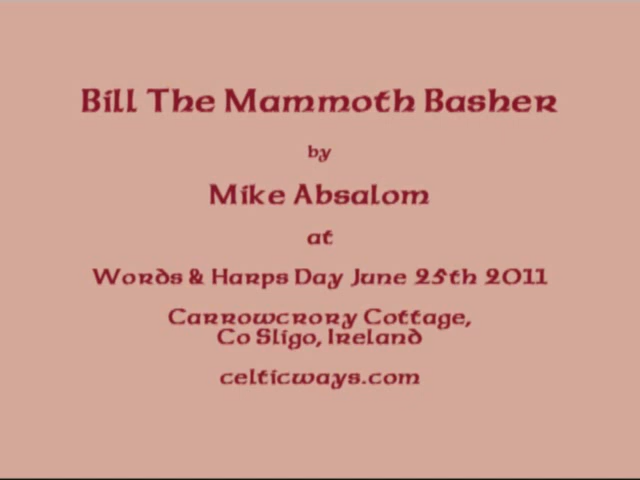 Bill The Mammoth Basher
by
Mike Absalom
at
Words & Harps Day June 25th 2011
Carrowcrory Cottage,
Co Sligo, Ireland
celticways.com